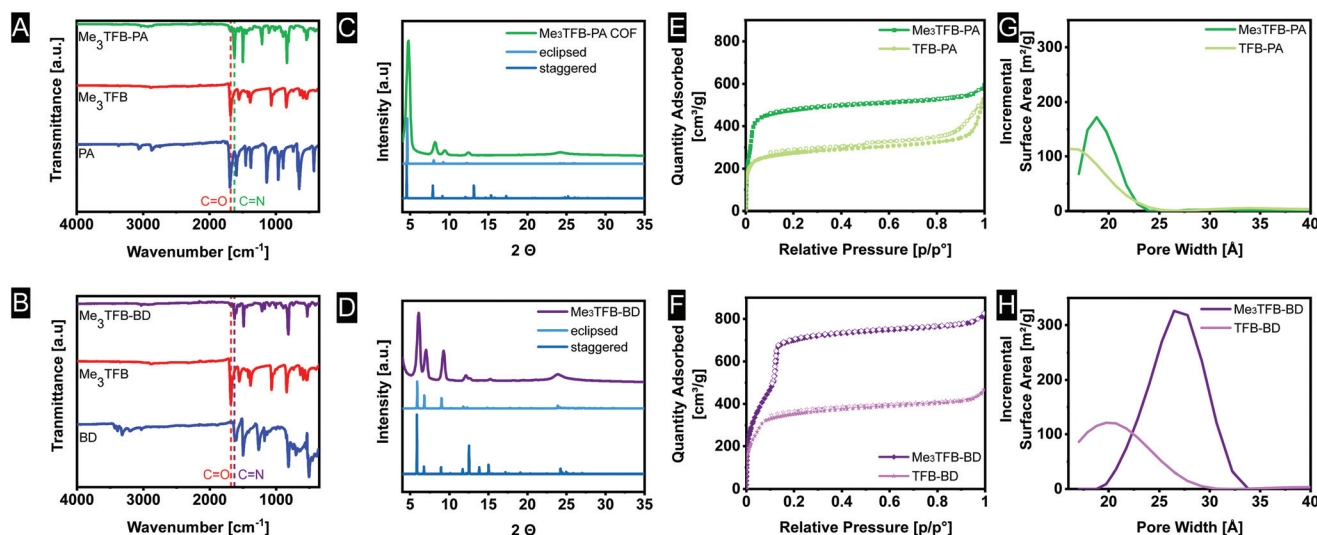 A
Transmittance [a.u.]
Me3TFB-PA
Me3TFB
PA
C=O
C=N
4000 3000 2000 1000
Wavenumber [cm-1]
C
Intensity [a.u]
Me3TFB-PA COF
eclipsed
staggered
5 10 15 20 25 30 35
2 Θ
E
Quantity Adsorbed
[cm³/g]
800
600
400
200
0
Me3TFB-PA
TFB-PA
0 0.2 0.4 0.6 0.8 1
Relative Pressure [p/p°]
G
Incremental
Surface Area [m²/g]
300
200
100
0
Me3TFB-PA
TFB-PA
20 25 30 35 40
Pore Width [Å]
B
Tranmittance [a.u.]
Me3TFB-BD
Me3TFB
BD
C=O
C=N
4000 3000 2000 1000
Wavenumber [cm-1]
D
Intensity [a.u.]
Me3TFB-BD
eclipsed
staggered
5 10 15 20 25 30 35
2 Θ
F
Quantity Adsorbed
[cm³/g]
800
600
400
200
0
Me3TFB-BD
TFB-BD
0 0.2 0.4 0.6 0.8 1
Relative Pressure [p/p°]
H
Incremental
Surface Area [m²/g]
300
200
100
0
Me3TFB-BD
TFB-BD
20 25 30 35 40
Pore Width [Å]